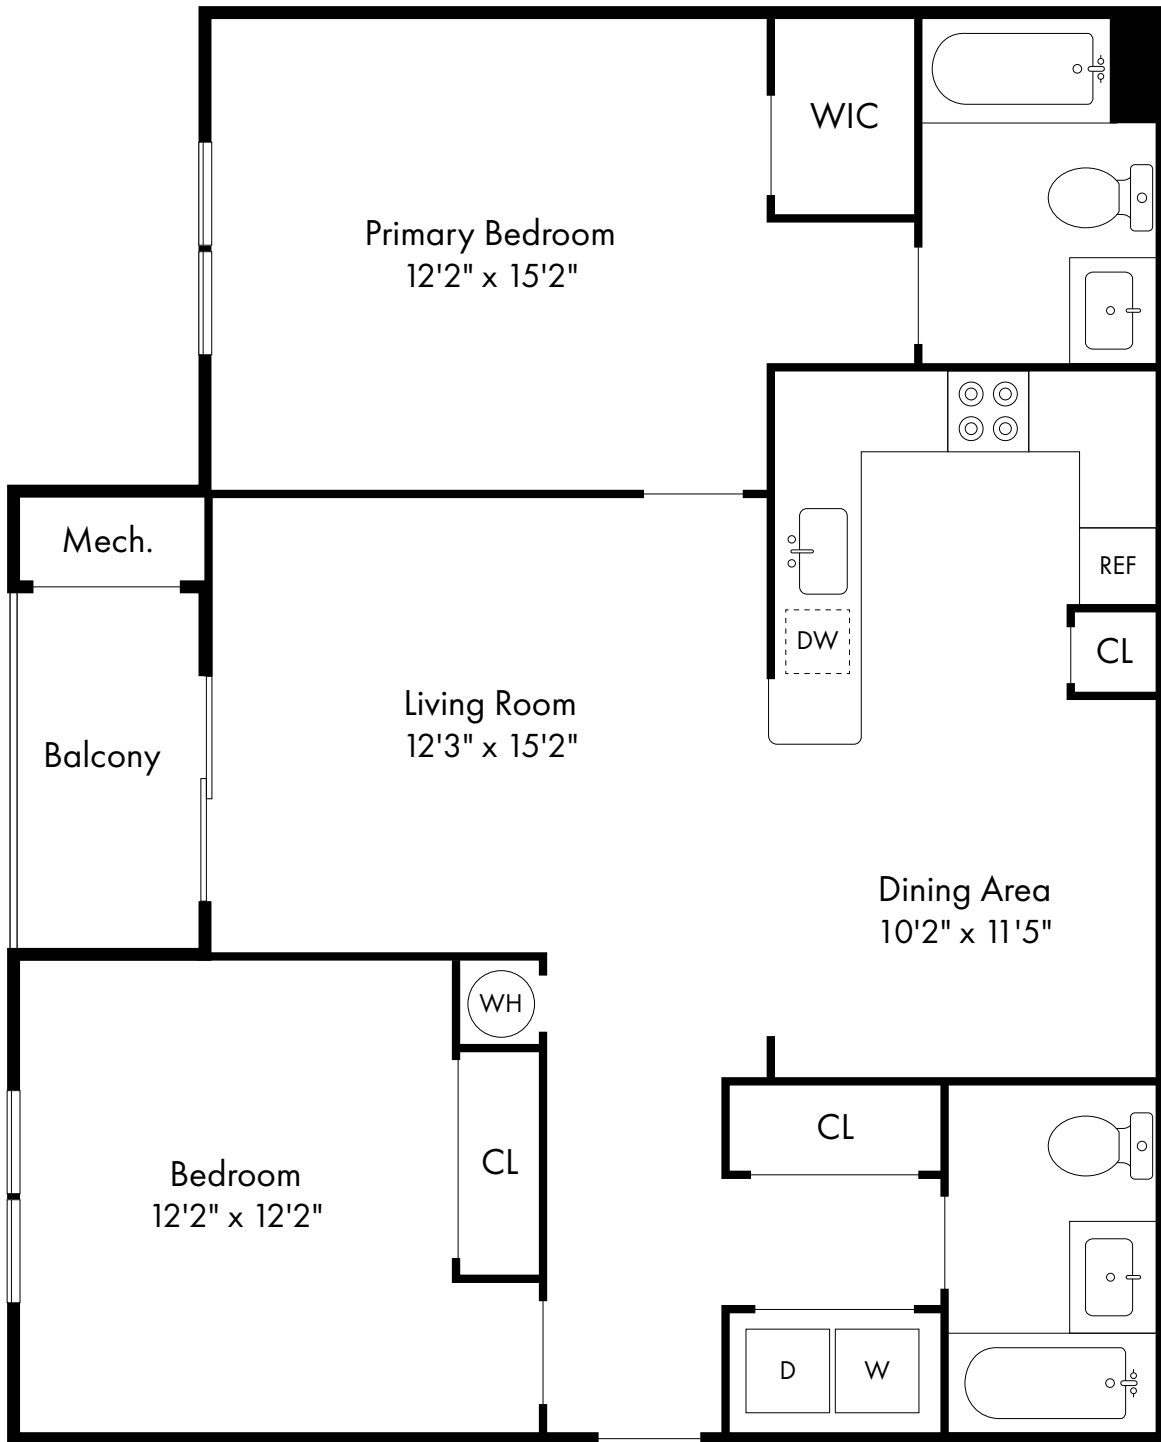 WIC
Primary Bedroom
12'2" x 15'2"
Mech.
REF
DW
CL
Living Room
12'3" x 15'2"
Balcony
Dining Area
10'2" x 11'5"
WH
CL
CL
Bedroom
12'2" x 12'2"
D
W